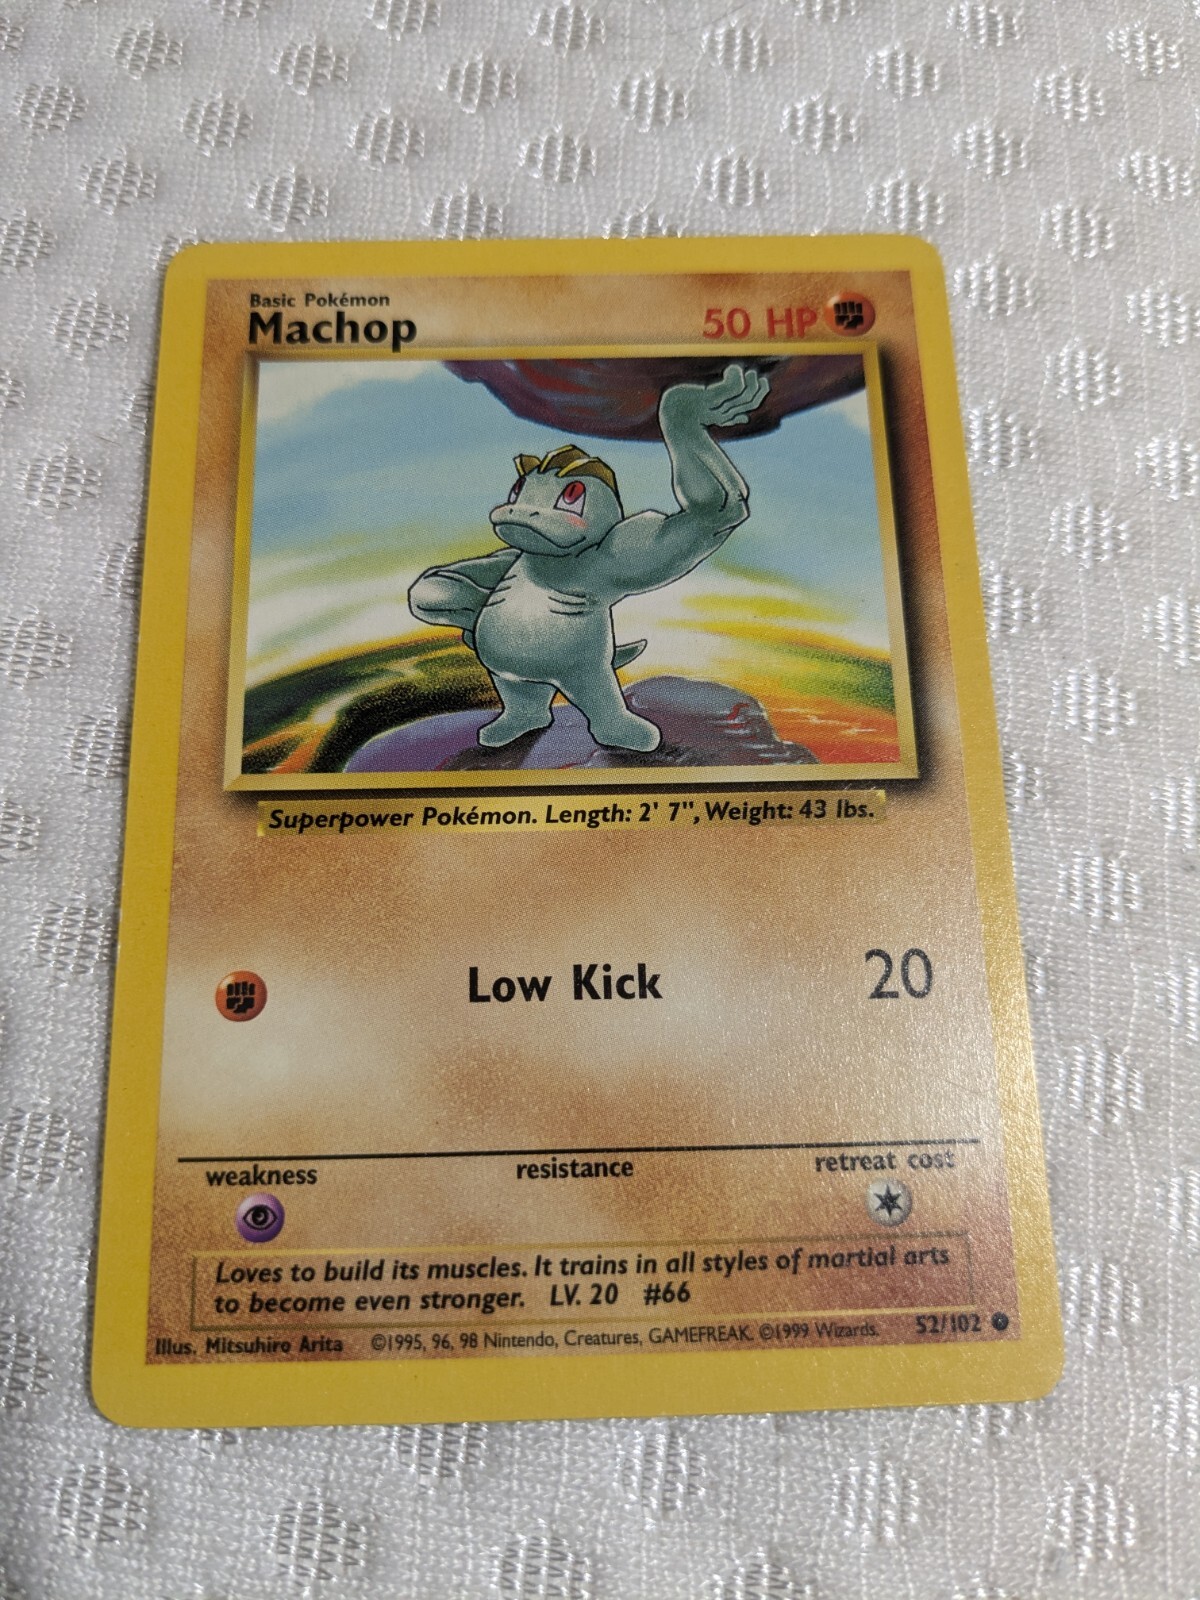 Basic Pokémon
Machop
50 HP
Superpower Pokémon. Length: 2' 7", Weight: 43 lbs.
Low Kick 20
weakness resistance retreat cost
Loves to build its muscles. It trains in all styles of martial arts
to become even stronger. LV. 20 #66
Illus. Mitsuhiro Arita ©1995, 96, 98 Nintendo, Creatures, GAMEFREAK. ©1999 Wizards. 52/102